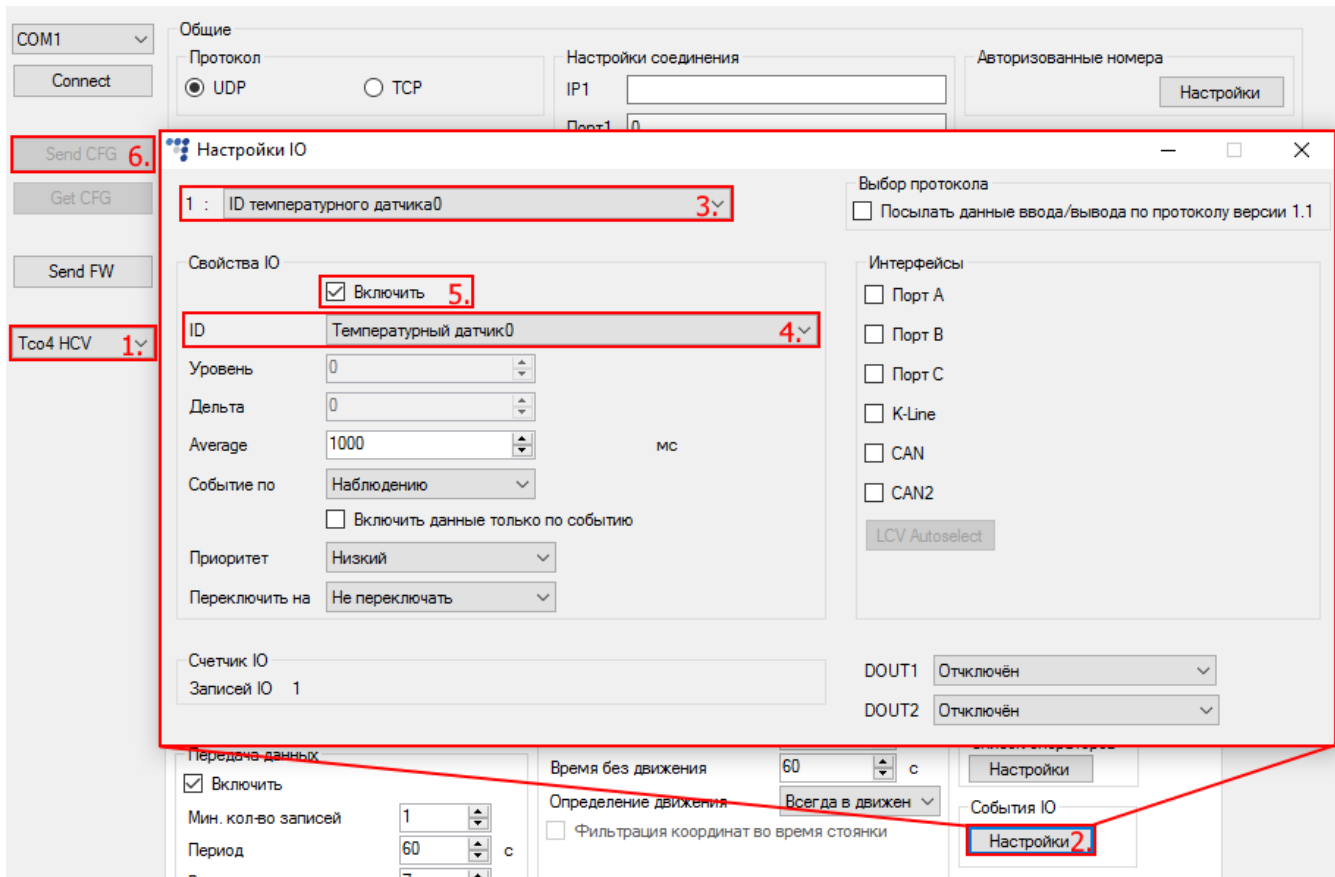 COM1
Connect
Send CFG 6.
Get CFG
Send FW
Tco4 HCV 1.
Общие
Протокол
UDP
TCP
Настройки соединения
IP1
Порт1 0
Авторизованные номера
Настройки
Настройки IO
1 : ID температурного датчика0 3.
Выбор протокола
Посылать данные ввода/вывода по протоколу версии 1.1
Свойства IO
Включить 5.
ID Температурный датчик0 4.
Уровень 0
Дельта 0
Average 1000 мс
Событие по Наблюдению
Включить данные только по событию
Приоритет Низкий
Переключить на Не переключать
Интерфейсы
Порт A
Порт B
Порт C
K-Line
CAN
CAN2
LCV Autoselect
Счетчик IO
Записей IO 1
DOUT1 Отчключён
DOUT2 Отчключён
Передача данных
Включить
Мин. кол-во записей 1
Период 60 с
7
Время без движения 60 с
Определение движения Всегда в движен
Фильтрация координат во время стоянки
Настройки
События IO
Настройки 2.